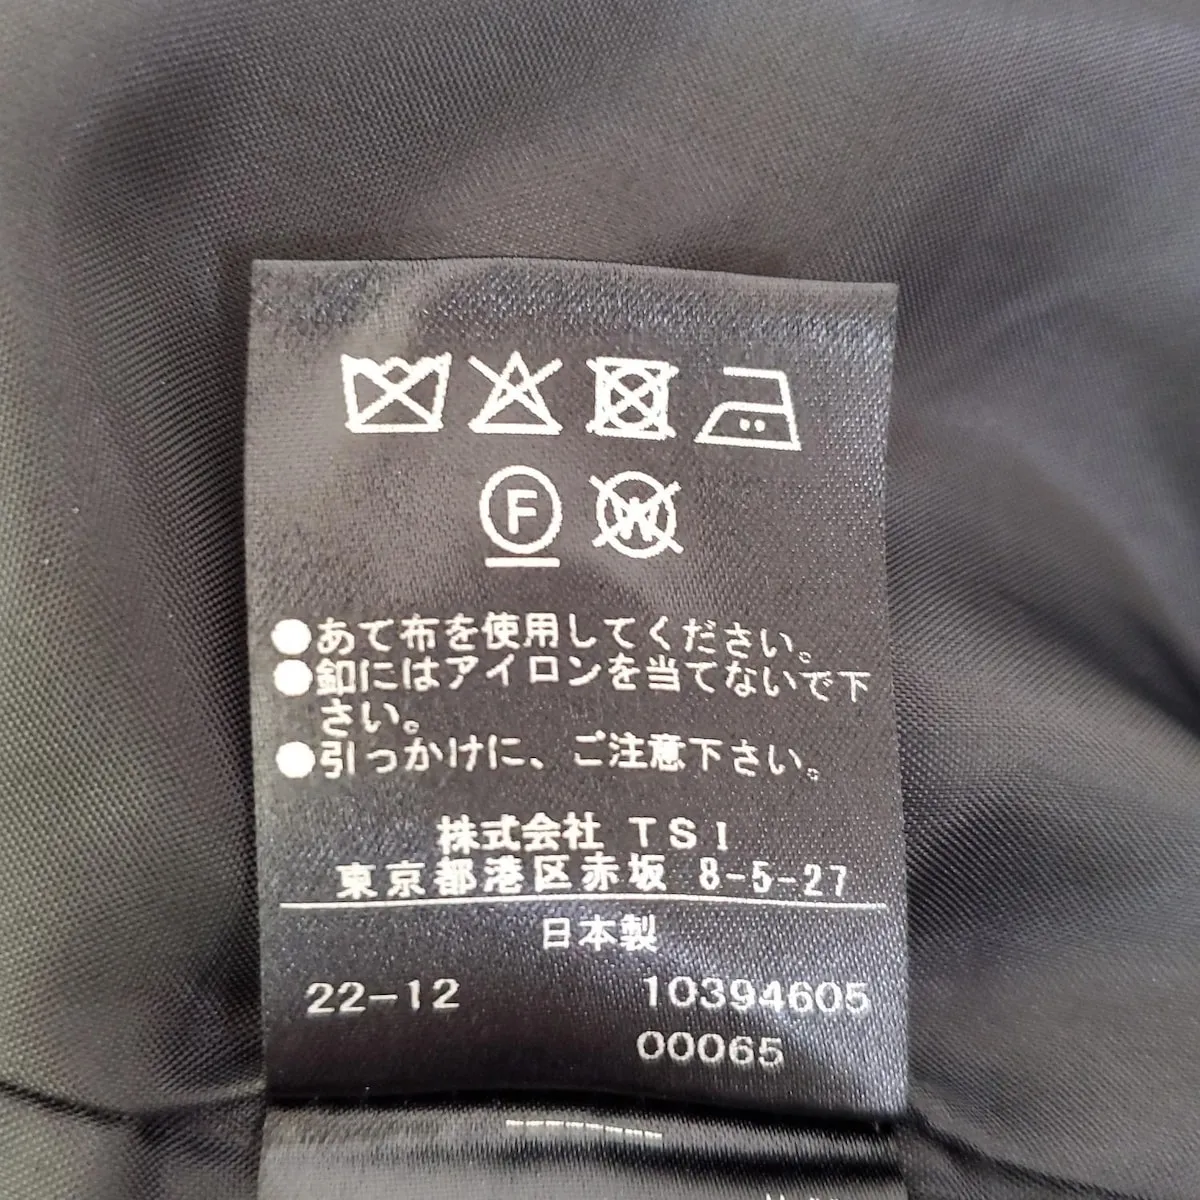 F W
●あて布を使用してください。
●釦にはアイロンを当てないで下
さい。
●引っかけに、ご注意下さい。
株式会社 TSI
東京都港区赤坂 8-5-27
日本製
22-12 10394605
00065